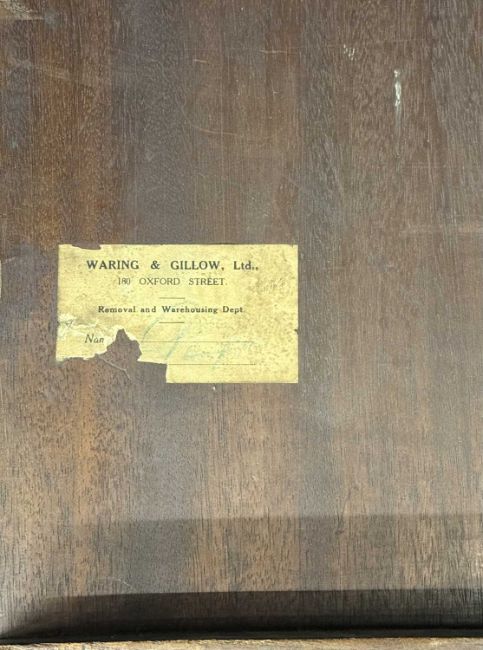 WARING & GILLOW, Ltd.,
180 OXFORD STREET.
Removal and Warehousing Dept.